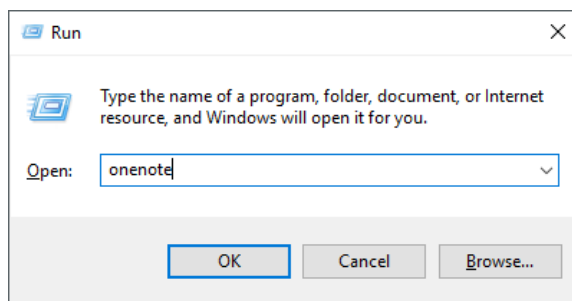 Run
Type the name of a program, folder, document, or Internet
resource, and Windows will open it for you.
Open: onenote
OK Cancel Browse...